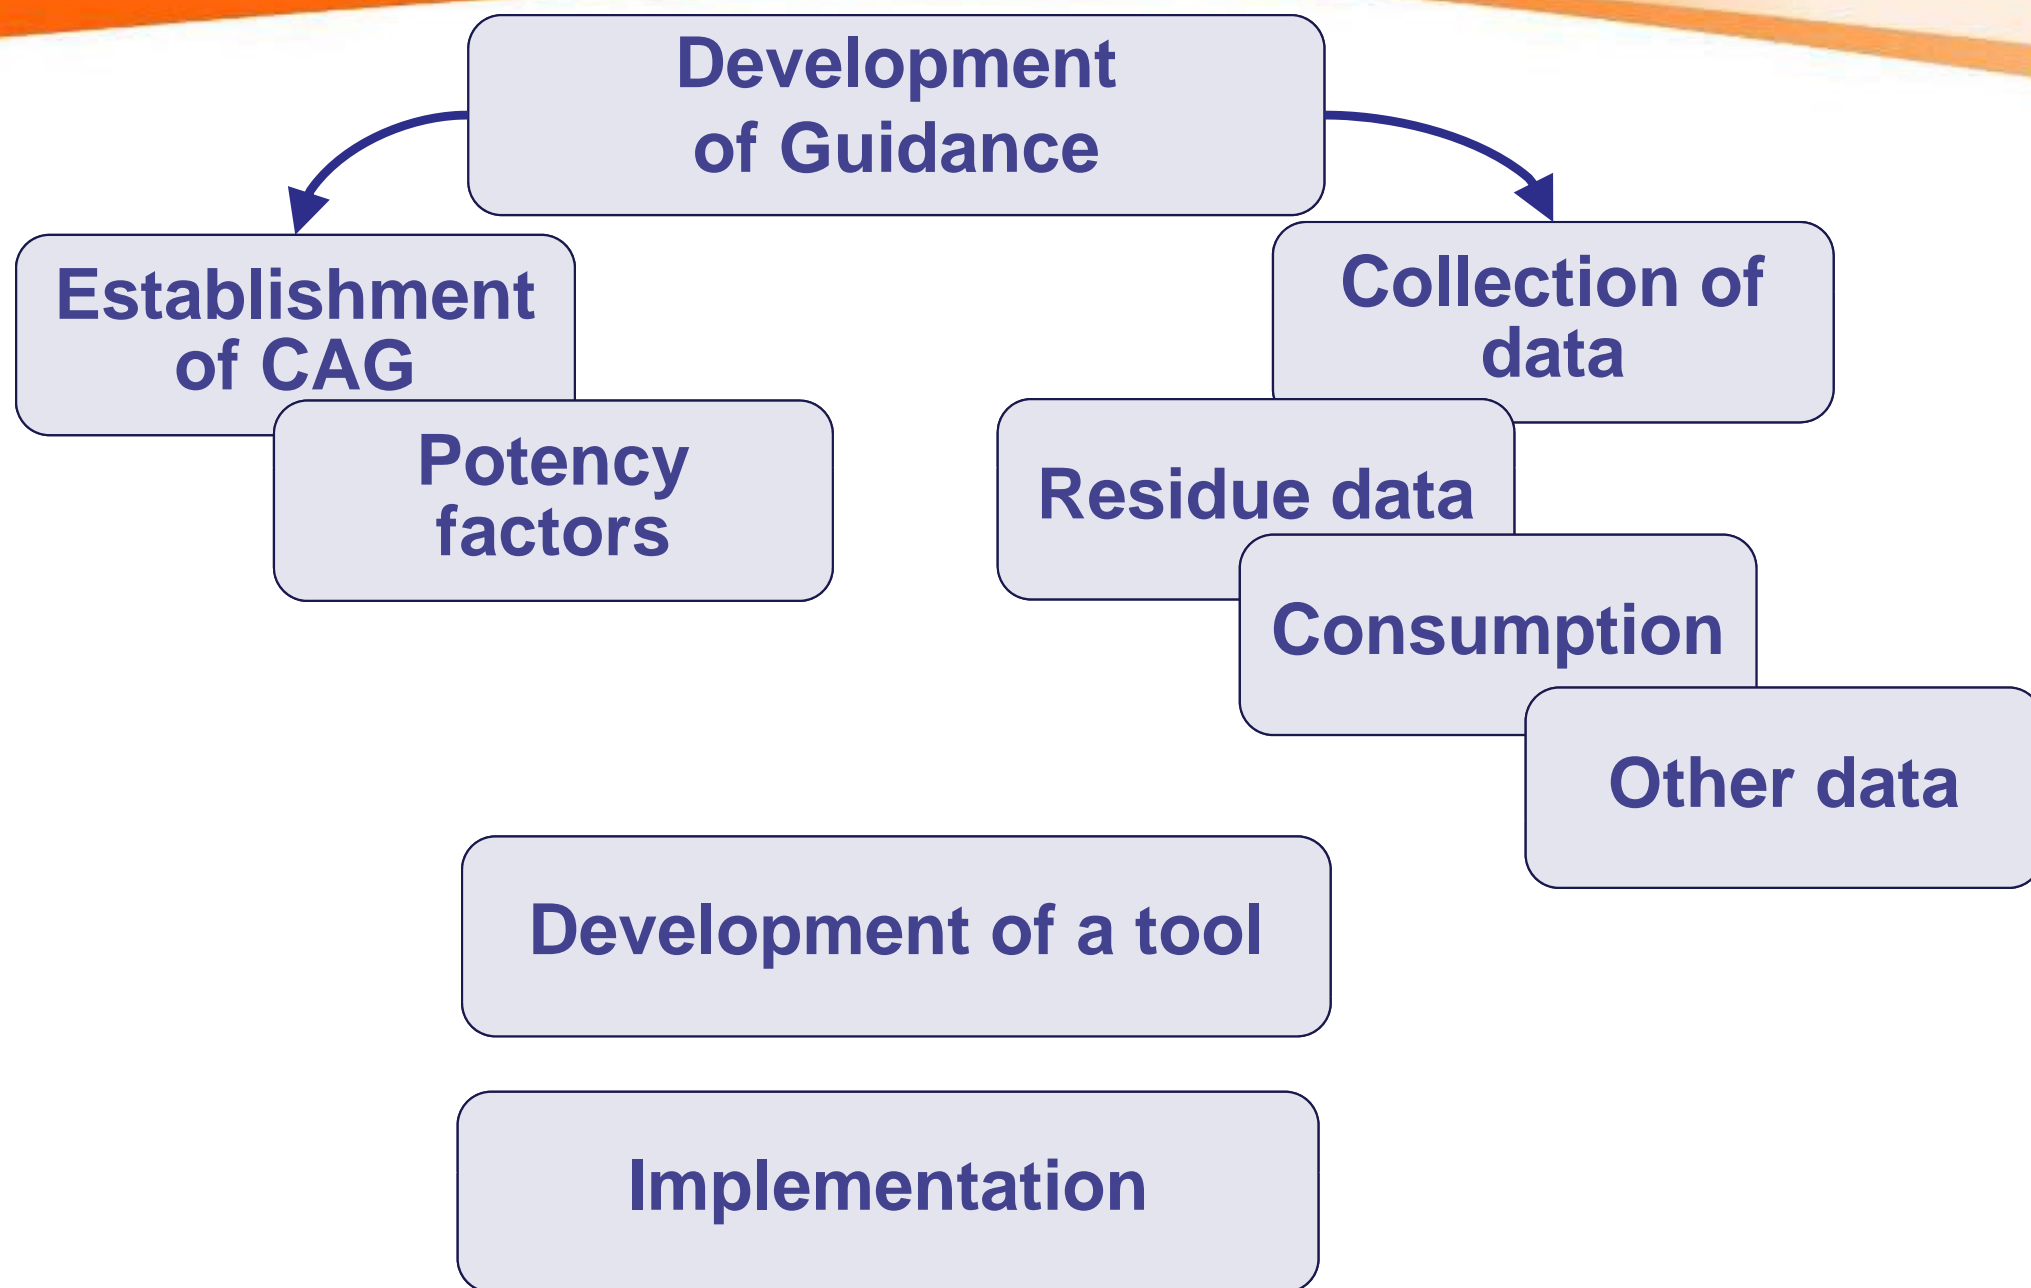 Development
of Guidance
Establishment
of CAG
Potency
factors
Collection of
data
Residue data
Consumption
Other data
Development of a tool
Implementation